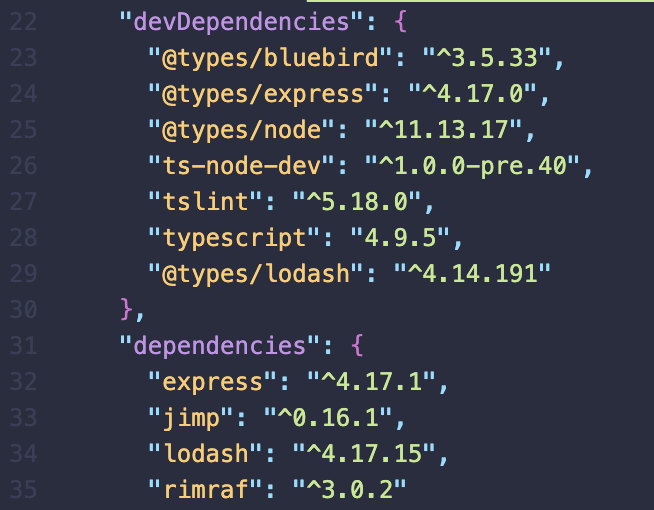 22 "devDependencies": {
23 "@types/bluebird": "^3.5.33",
24 "@types/express": "^4.17.0",
25 "@types/node": "^11.13.17",
26 "ts-node-dev": "^1.0.0-pre.40",
27 "tslint": "^5.18.0",
28 "typescript": "4.9.5",
29 "@types/lodash": "^4.14.191"
30 },
31 "dependencies": {
32 "express": "^4.17.1",
33 "jimp": "^0.16.1",
34 "lodash": "^4.17.15",
35 "rimraf": "^3.0.2"